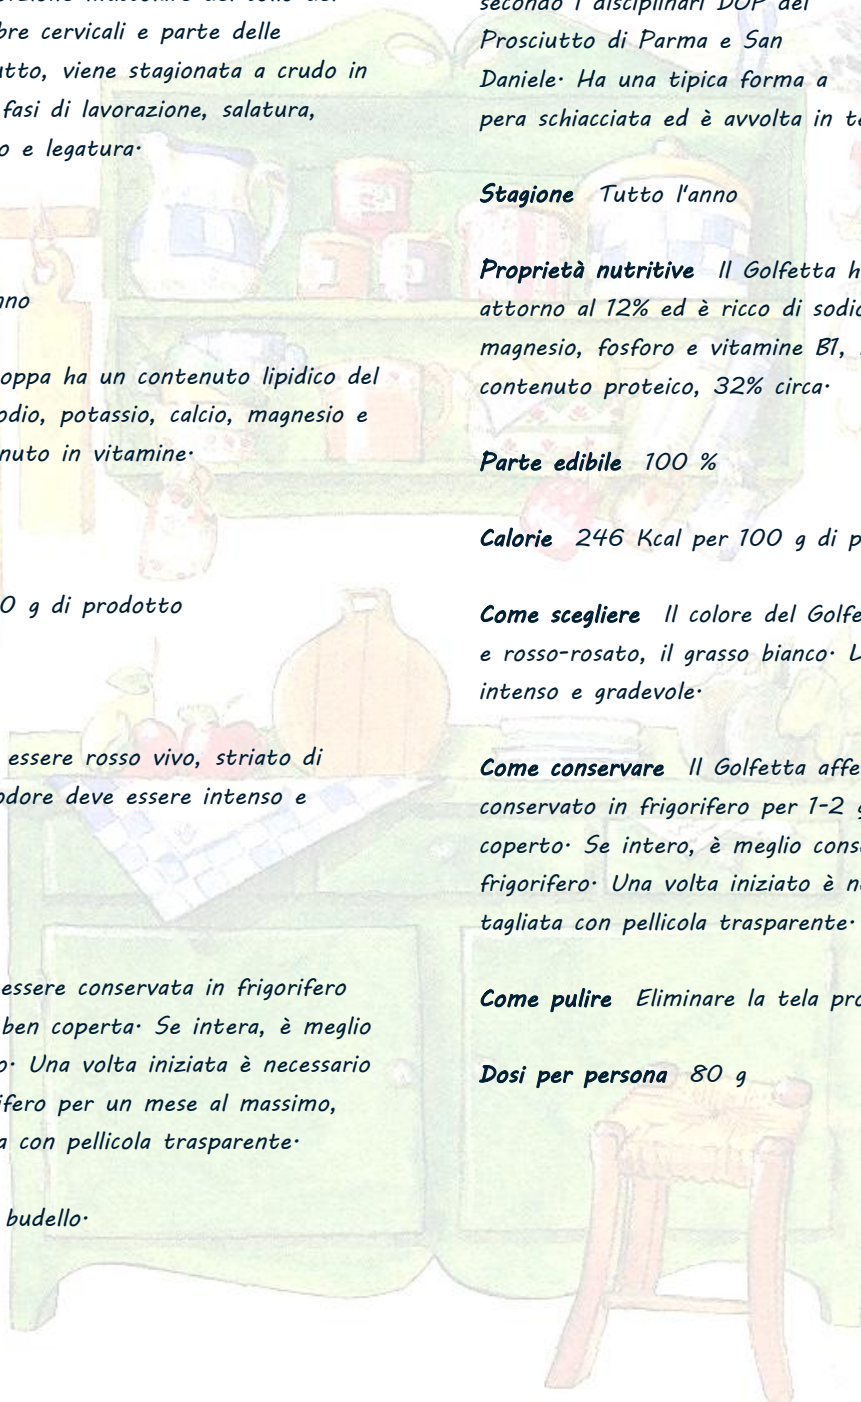 bre cervicali e parte delle
utto, viene stagionata a crudo in
fasi di lavorazione, salatura,
o e legatura.
nno
oppa ha un contenuto lipidico del
odio, potassio, calcio, magnesio e
nuto in vitamine.
0 g di prodotto
essere rosso vivo, striato di
odore deve essere intenso e
essere conservata in frigorifero
ben coperta. Se intera, è meglio
o. Una volta iniziata è necessario
ifero per un mese al massimo,
a con pellicola trasparente.
budello.
secondo i disciplinari DOP del
Prosciutto di Parma e San
Daniele. Ha una tipica forma a
pera schiacciata ed è avvolta in te
Stagione Tutto l'anno
Proprietà nutritive Il Golfetta h
attorno al 12% ed è ricco di sodio
magnesio, fosforo e vitamine B1,
contenuto proteico, 32% circa.
Parte edibile 100 %
Calorie 246 Kcal per 100 g di p
Come scegliere Il colore del Golfe
e rosso-rosato, il grasso bianco. L
intenso e gradevole.
Come conservare Il Golfetta affe
conservato in frigorifero per 1-2 g
coperto. Se intero, è meglio conse
frigorifero. Una volta iniziato è ne
tagliata con pellicola trasparente.
Come pulire Eliminare la tela pro
Dosi per persona 80 g